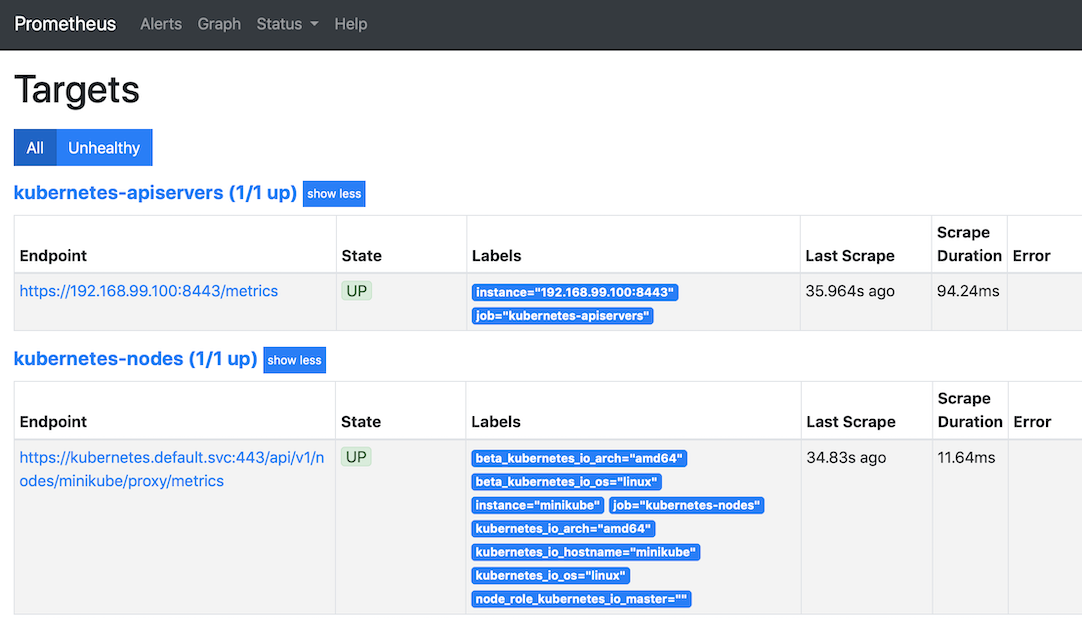 Prometheus Alerts Graph Status Help
Targets
All Unhealthy
kubernetes-apiservers (1/1 up) show less
Endpoint State Labels Last Scrape Scrape Duration Error
https://192.168.99.100:8443/metrics UP instance="192.168.99.100:8443" 35.964s ago 94.24ms
job="kubernetes-apiservers"
kubernetes-nodes (1/1 up) show less
Endpoint State Labels Last Scrape Scrape Duration Error
https://kubernetes.default.svc:443/api/v1/n UP beta_kubernetes_io_arch="amd64" 34.83s ago 11.64ms
odes/minikube/proxy/metrics beta_kubernetes_io_os="linux"
instance="minikube" job="kubernetes-nodes"
kubernetes_io_arch="amd64"
kubernetes_io_hostname="minikube"
kubernetes_io_os="linux"
node_role_kubernetes_io_master=""